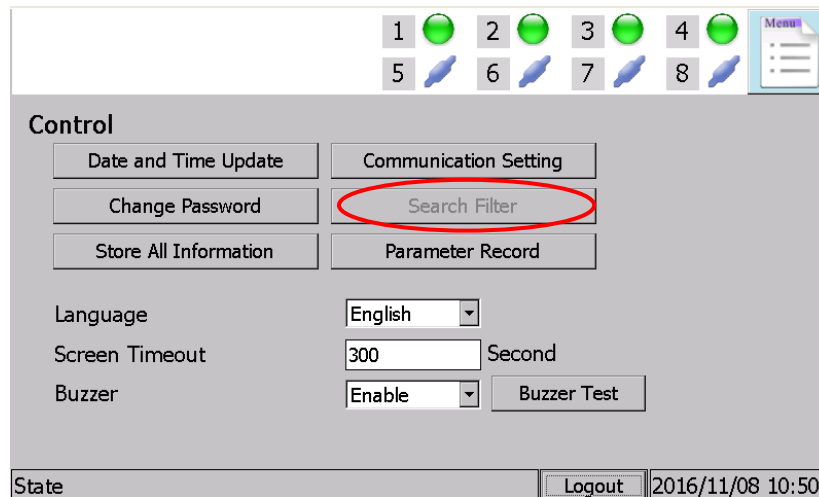 1 2 3 4 Menu
5 6 7 8
Control
Date and Time Update Communication Setting
Change Password Search Filter
Store All Information Parameter Record
Language English
Screen Timeout 300 Second
Buzzer Enable Buzzer Test
State Logout 2016/11/08 10:50